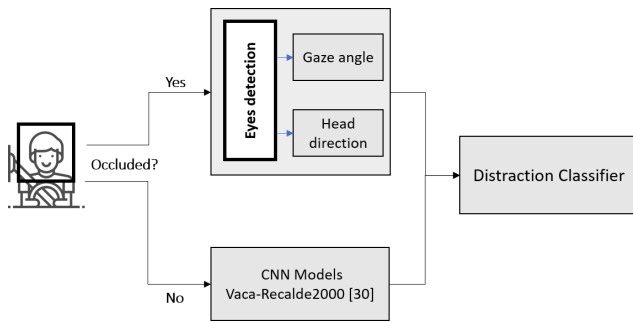 Occluded?
Yes
Eyes detection
Gaze angle
Head
direction
No
CNN Models
Vaca-Recalde2000 [30]
Distraction Classifier